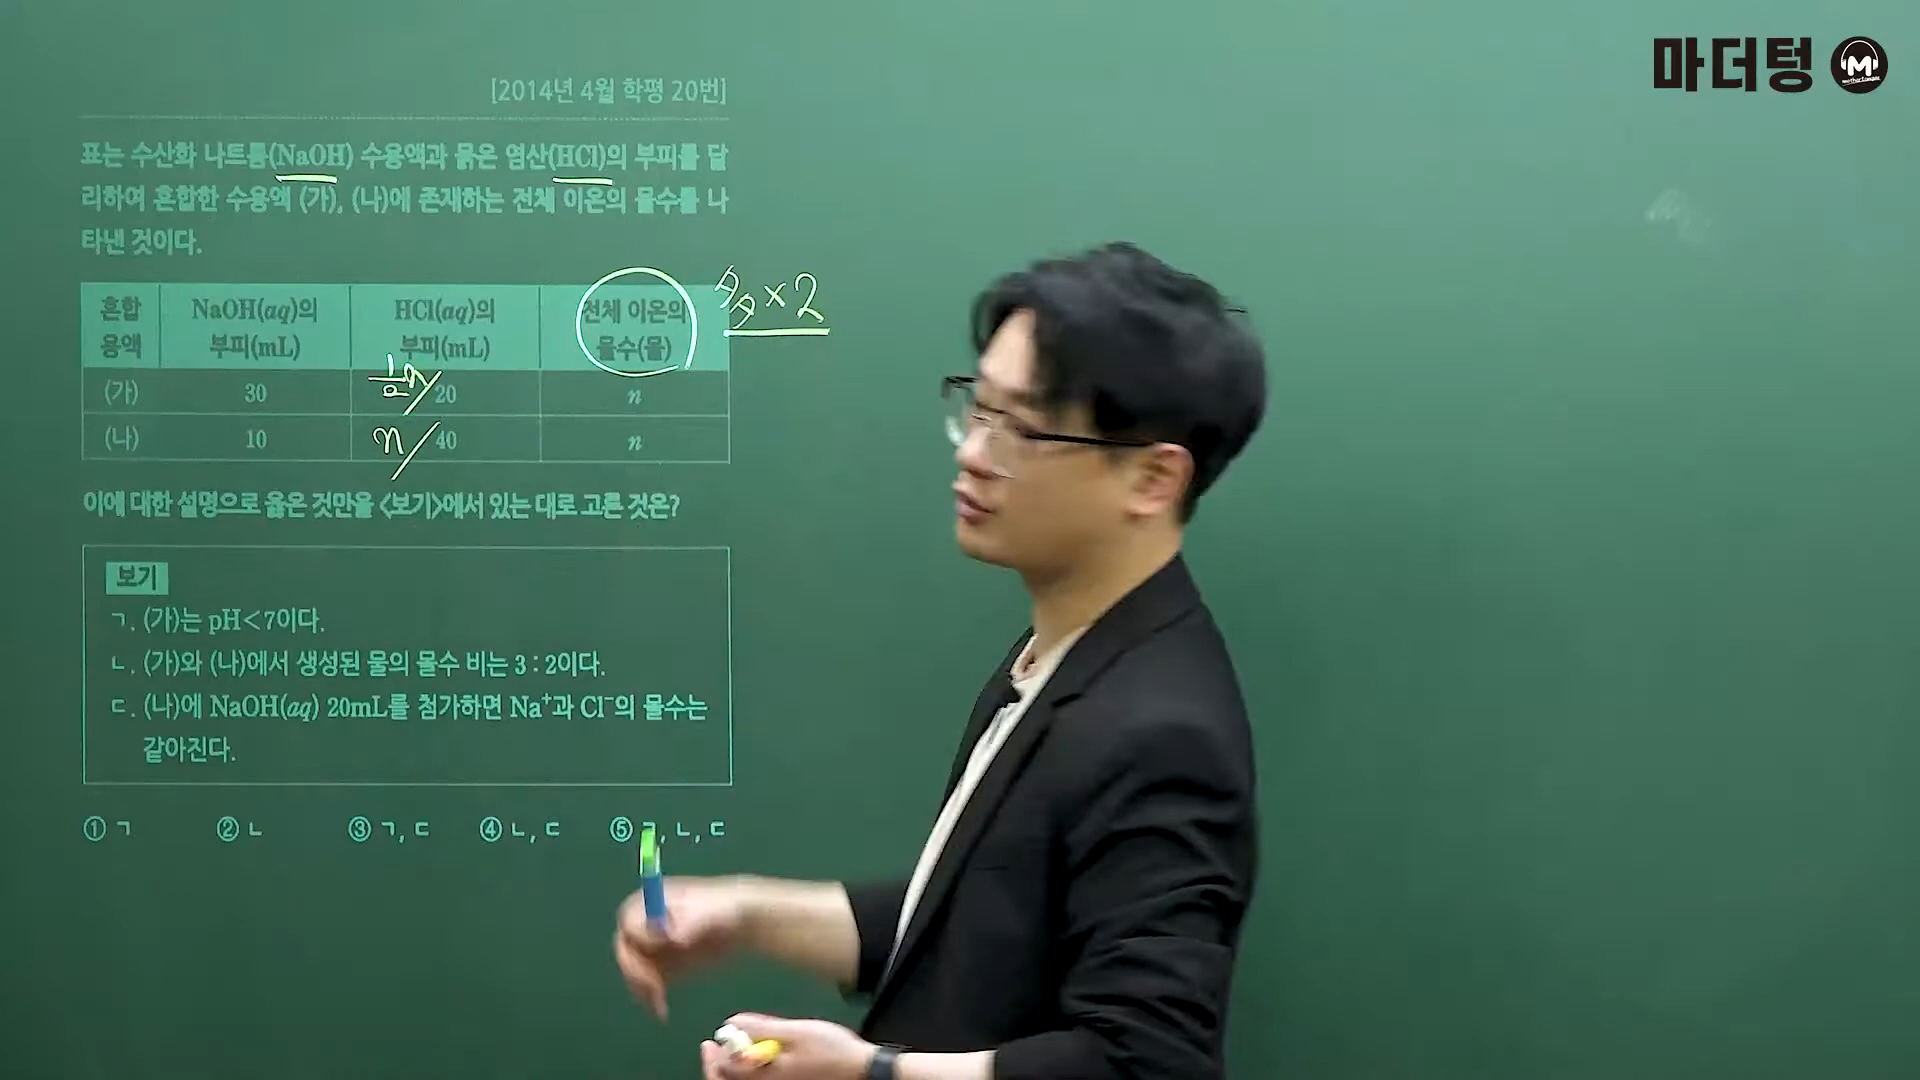 마더텅
[2014년 4월 학평 20번]
표는 수산화 나트륨(NaOH) 수용액과 묽은 염산(HCl)의 부피를 달
리하여 혼합한 수용액 (가), (나)에 존재하는 전체 이온의 몰수를 나
타낸 것이다.
혼합 용액 NaOH(aq)의 부피(mL) HCl(aq)의 부피(mL) 전체 이온의 몰수(몰)
×2
(가) 30 20 n
(나) 10 n 40 n
이에 대한 설명으로 옳은 것만을 <보기>에서 있는 대로 고른 것은?
보기
ㄱ. (가)는 pH<7이다.
ㄴ. (가)와 (나)에서 생성된 물의 몰수 비는 3 : 2이다.
ㄷ. (나)에 NaOH(aq) 20mL를 첨가하면 Na⁺과 Cl⁻의 몰수는
같아진다.
① ㄱ ② ㄴ ③ ㄱ, ㄷ ④ ㄴ, ㄷ ⑤ ㄱ, ㄴ, ㄷ